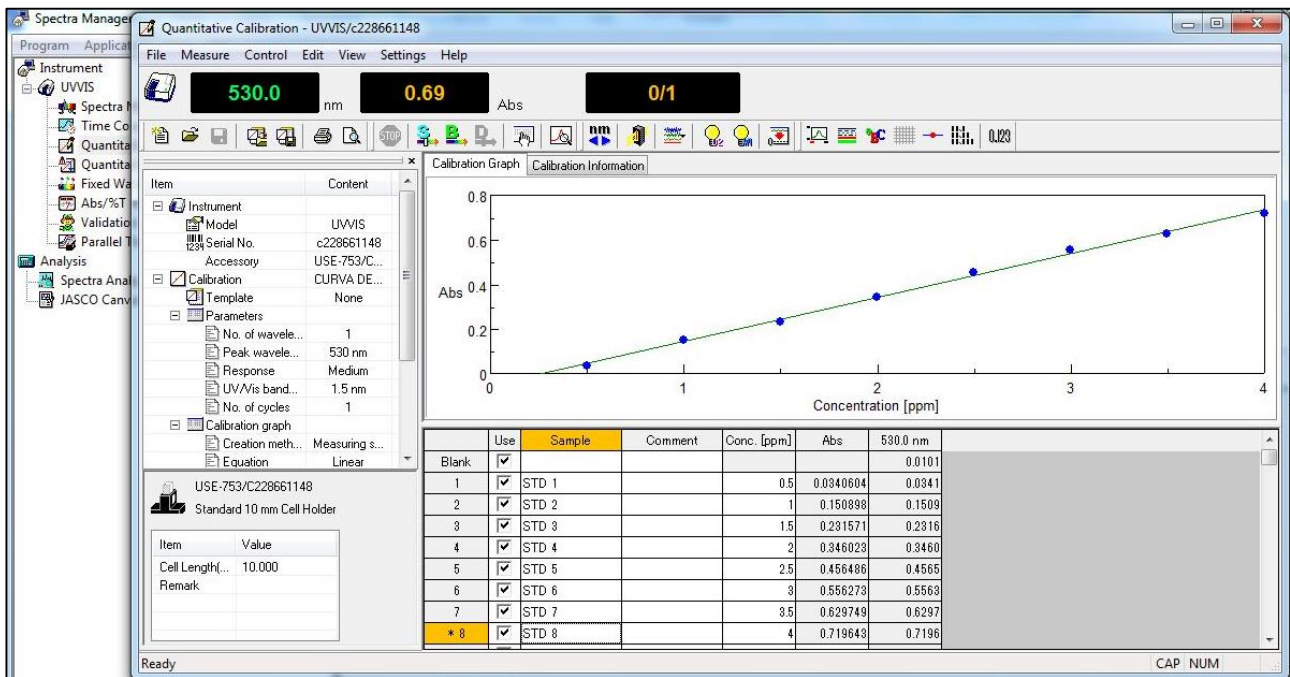 Spectra Manager
Program Applicat
Instrument
UVVIS
Spectra M
Time Co
Quantita
Quantita
Fixed Wa
Abs/%T
Validatio
Parallel T
Analysis
Spectra Anal
JASCO Canv
Quantitative Calibration - UVVIS/c228661148
File Measure Control Edit View Settings Help
530.0 nm 0.69 Abs 0/1
STOP nm 0.123
Item Content
Instrument
Model UVVIS
Serial No. c228661148
Accessory USE-753/C...
Calibration CURVA DE...
Template None
Parameters
No. of wavele... 1
Peak wavele... 530 nm
Response Medium
UV/Vis band... 1.5 nm
No. of cycles 1
Calibration graph
Creation meth... Measuring s...
Equation Linear
USE-753/C228661148
Standard 10 mm Cell Holder
Item Value
Cell Length(... 10.000
Remark
Calibration Graph Calibration Information
0.8
0.6
Abs 0.4
0.2
0
0 1 2 3 4
Concentration [ppm]
Use Sample Comment Conc. [ppm] Abs 530.0 nm
Blank 0.0101
1 STD 1 0.5 0.0340604 0.0341
2 STD 2 1 0.150898 0.1509
3 STD 3 1.5 0.231571 0.2316
4 STD 4 2 0.346023 0.3460
5 STD 5 2.5 0.456486 0.4565
6 STD 6 3 0.556273 0.5563
7 STD 7 3.5 0.629749 0.6297
* 8 STD 8 4 0.719643 0.7196
Ready CAP NUM